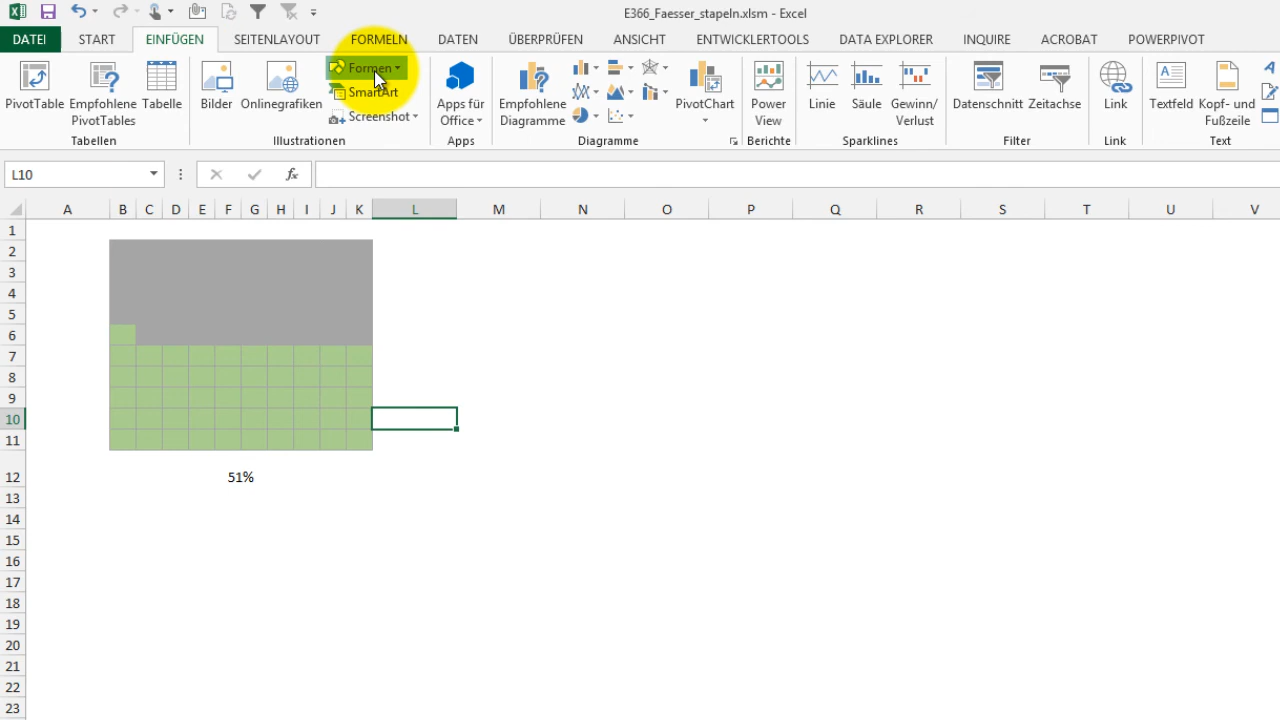 E366_Faesser_stapeln.xlsm - Excel
DATEI START EINFÜGEN SEITENLAYOUT FORMELN DATEN ÜBERPRÜFEN ANSICHT ENTWICKLERTOOLS DATA EXPLORER INQUIRE ACROBAT POWERPIVOT
PivotTable
Empfohlene PivotTables
Tabelle
Tabellen
Bilder
Onlinegrafiken
Formen
SmartArt
Screenshot
Illustrationen
Apps für Office
Apps
Empfohlene Diagramme
PivotChart
Diagramme
Power View
Berichte
Linie
Säule
Gewinn/ Verlust
Sparklines
Datenschnitt
Zeitachse
Filter
Link
Link
Textfeld
Kopf- und Fußzeile
Text
L10
fx
A B C D E F G H I J K L M N O P Q R S T U V
1
2
3
4
5
6
7
8
9
10
11
12 51%
13
14
15
16
17
18
19
20
21
22
23